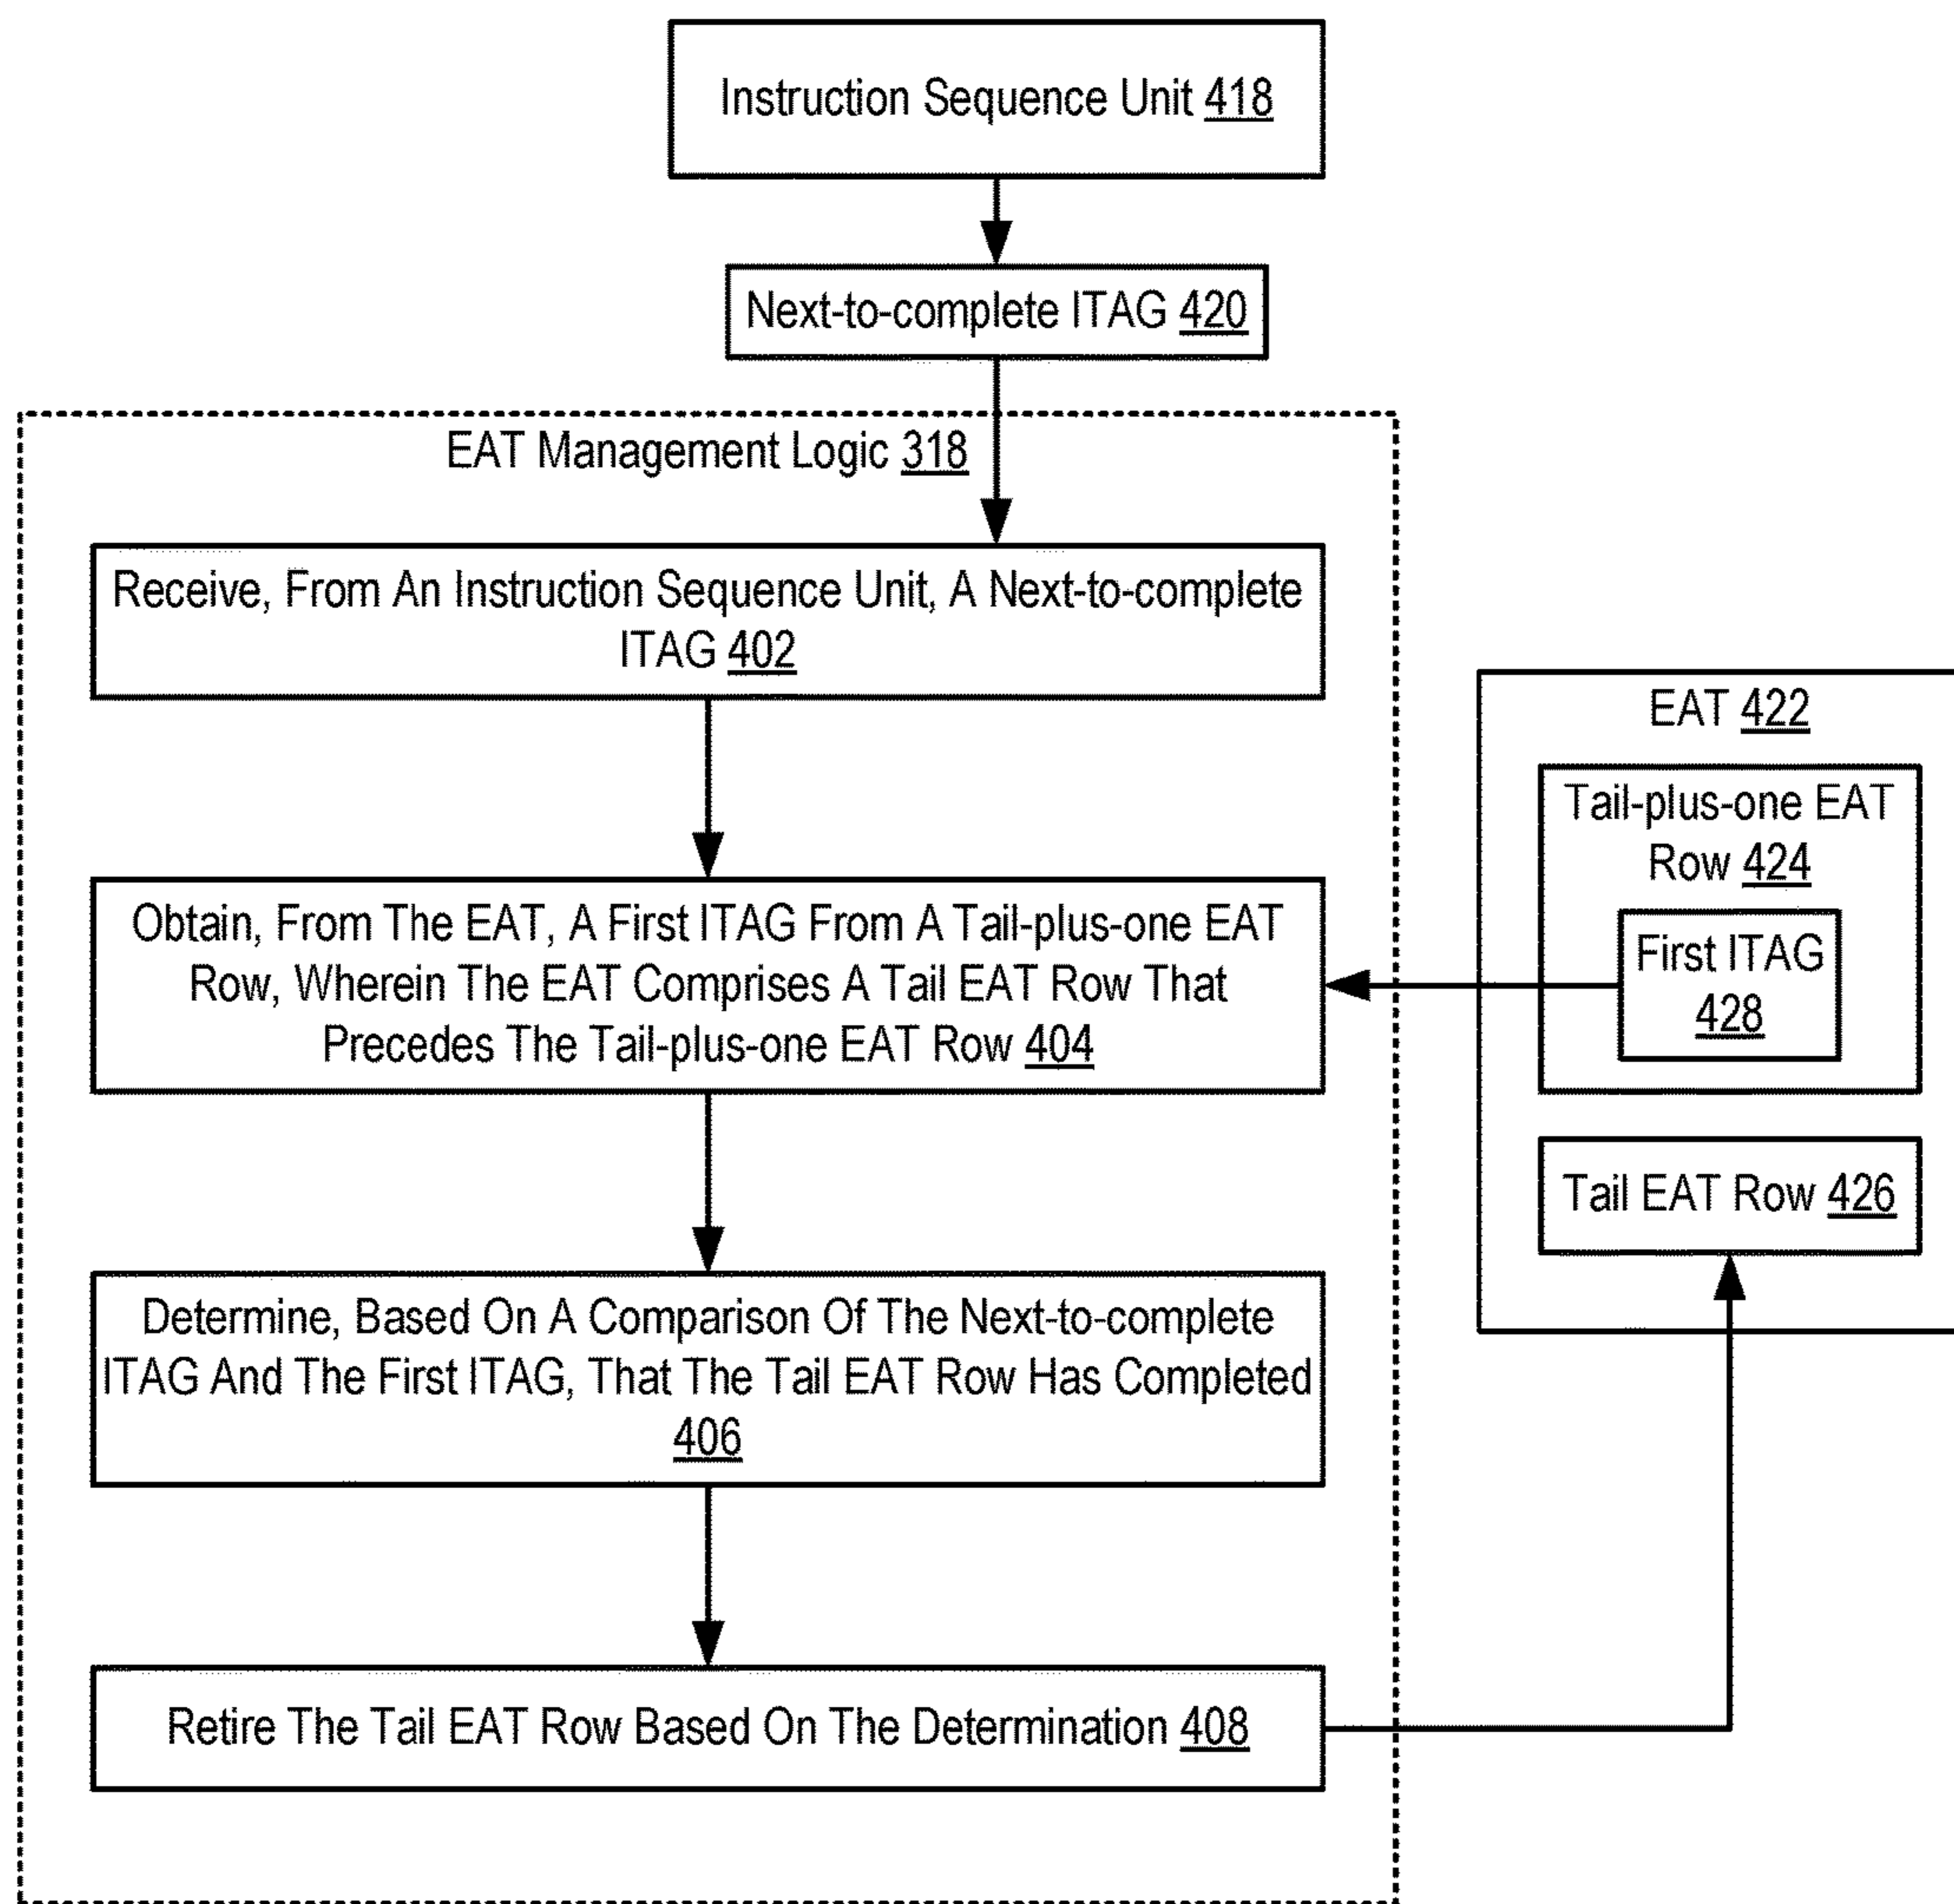 Instruction Sequence Unit 418
Next-to-complete ITAG 420
EAT Management Logic 318
Receive, From An Instruction Sequence Unit, A Next-to-complete
ITAG 402
Obtain, From The EAT, A First ITAG From A Tail-plus-one EAT
Row, Wherein The EAT Comprises A Tail EAT Row That
Precedes The Tail-plus-one EAT Row 404
Determine, Based On A Comparison Of The Next-to-complete
ITAG And The First ITAG, That The Tail EAT Row Has Completed
406
Retire The Tail EAT Row Based On The Determination 408
EAT 422
Tail-plus-one EAT
Row 424
First ITAG
428
Tail EAT Row 426